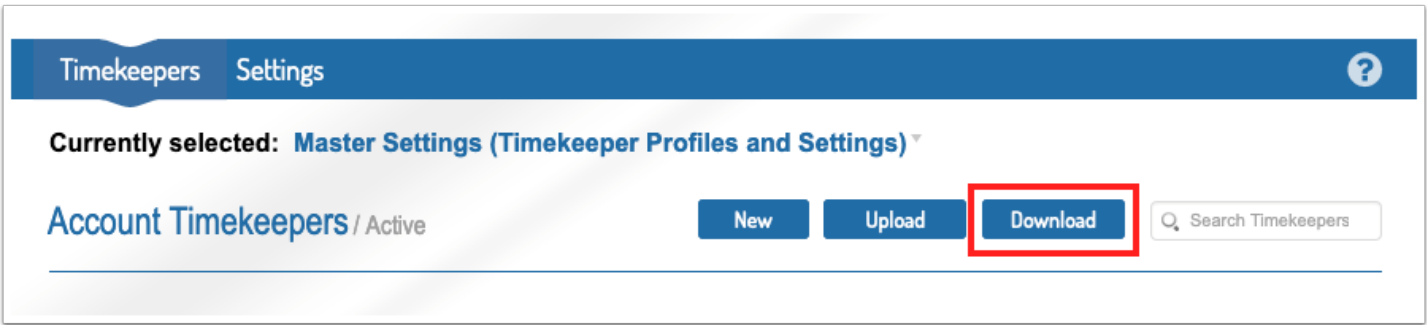 Timekeepers Settings ?
Currently selected: Master Settings (Timekeeper Profiles and Settings)
Account Timekeepers / Active New Upload Download Search Timekeepers